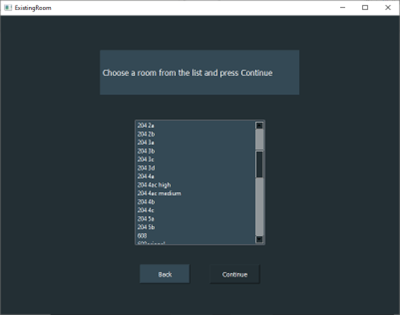 ExistingRoom
Choose a room from the list and press Continue
204 2a
204 2b
204 3a
204 3b
204 3c
204 3d
204 4a
204 4ac high
204 4ac medium
204 4b
204 4c
204 5a
204 5b
608
Back
Continue